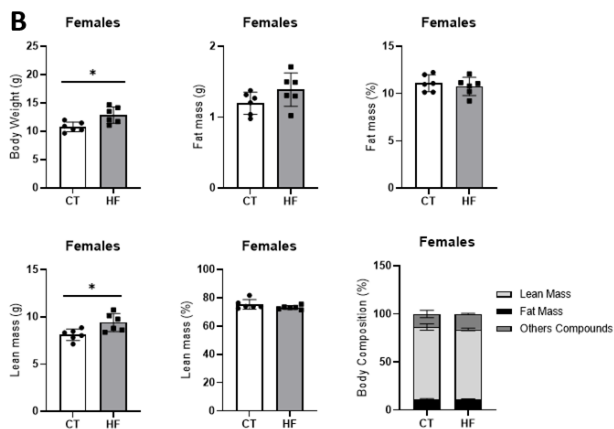 B
Females
Body Weight (g)
25
20
15
10
5
0
*
CT
HF
Females
Fat mass (g)
2
1
0
CT
HF
Females
Fat mass (%)
15
10
5
0
CT
HF
Females
Lean mass (g)
15
10
5
0
*
CT
HF
Females
Lean mass (%)
100
80
60
40
20
0
CT
HF
Females
Body Composition (%)
150
100
50
0
CT
HF
Lean Mass
Fat Mass
Others Compounds